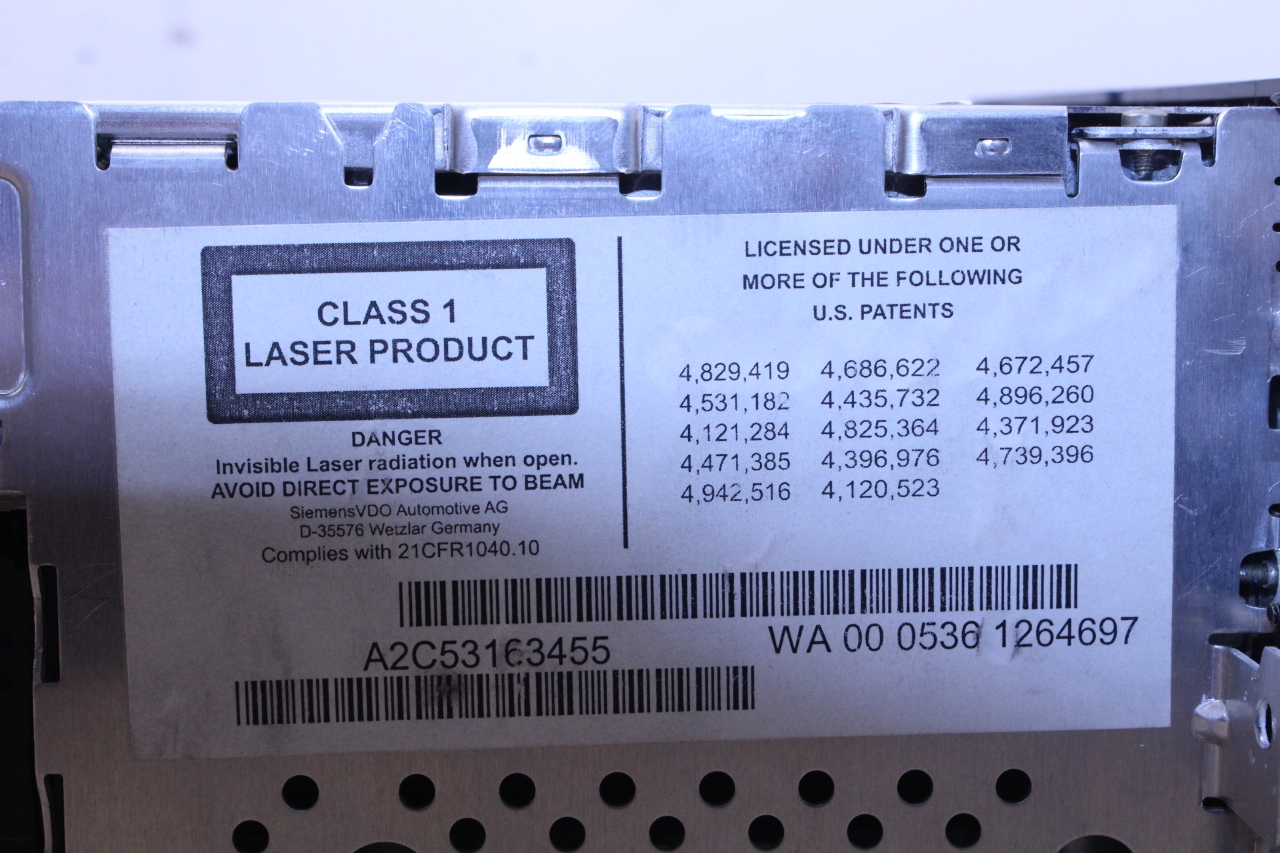 CLASS 1
LASER PRODUCT
DANGER
Invisible Laser radiation when open.
AVOID DIRECT EXPOSURE TO BEAM
SiemensVDO Automotive AG
D-35576 Wetzlar Germany
Complies with 21CFR1040.10
LICENSED UNDER ONE OR
MORE OF THE FOLLOWING
U.S. PATENTS
4,829,419 4,686,622 4,672,457
4,531,182 4,435,732 4,896,260
4,121,284 4,825,364 4,371,923
4,471,385 4,396,976 4,739,396
4,942,516 4,120,523
WA 00 0536 1264697
A2C53163455